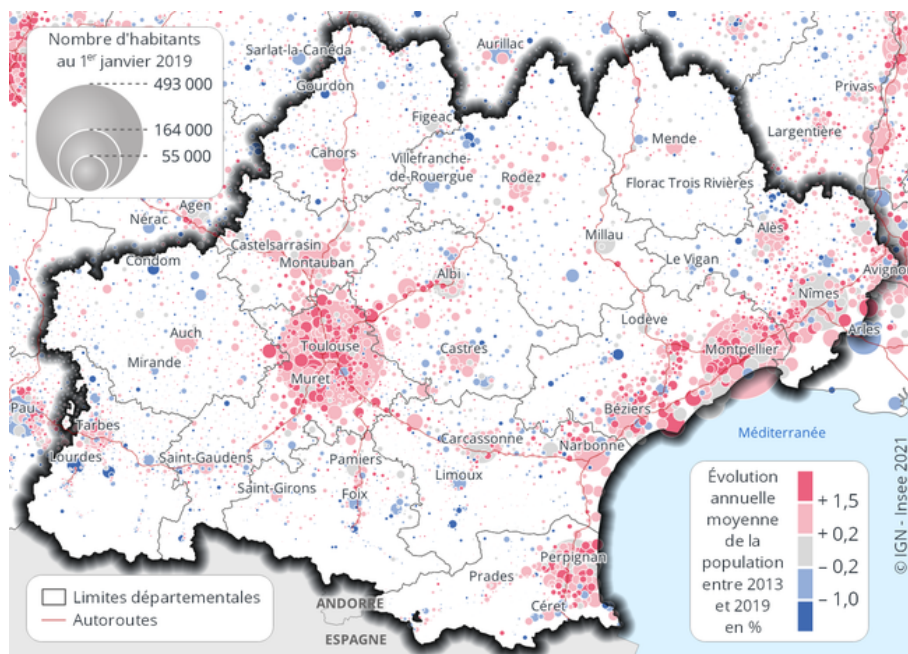 Nombre d'habitants
au 1er janvier 2019
493 000
164 000
55 000
Sarlat-la-Canéda
Aurillac
Gourdon
Privas
Figeac
Largentière
Mende
Cahors
Villefranche-
de-Rouergue
Rodez
Florac Trois Rivières
Agen
Nérac
Castelsarrasin
Millau
Alès
Condom
Montauban
Le Vigan
Avignon
Albi
Nîmes
Auch
Lodève
Arles
Toulouse
Castres
Montpellier
Mirande
Muret
Pau
Béziers
Tarbes
Carcassonne
Narbonne
Méditerranée
Lourdes
Saint-Gaudens
Pamiers
Limoux
Saint-Girons
Foix
Perpignan
Prades
Céret
ANDORRE
ESPAGNE
Limites départementales
Autoroutes
Évolution
annuelle
moyenne
de la
population
entre 2013
et 2019
en %
+ 1,5
+ 0,2
– 0,2
– 1,0
© IGN - Insee 2021